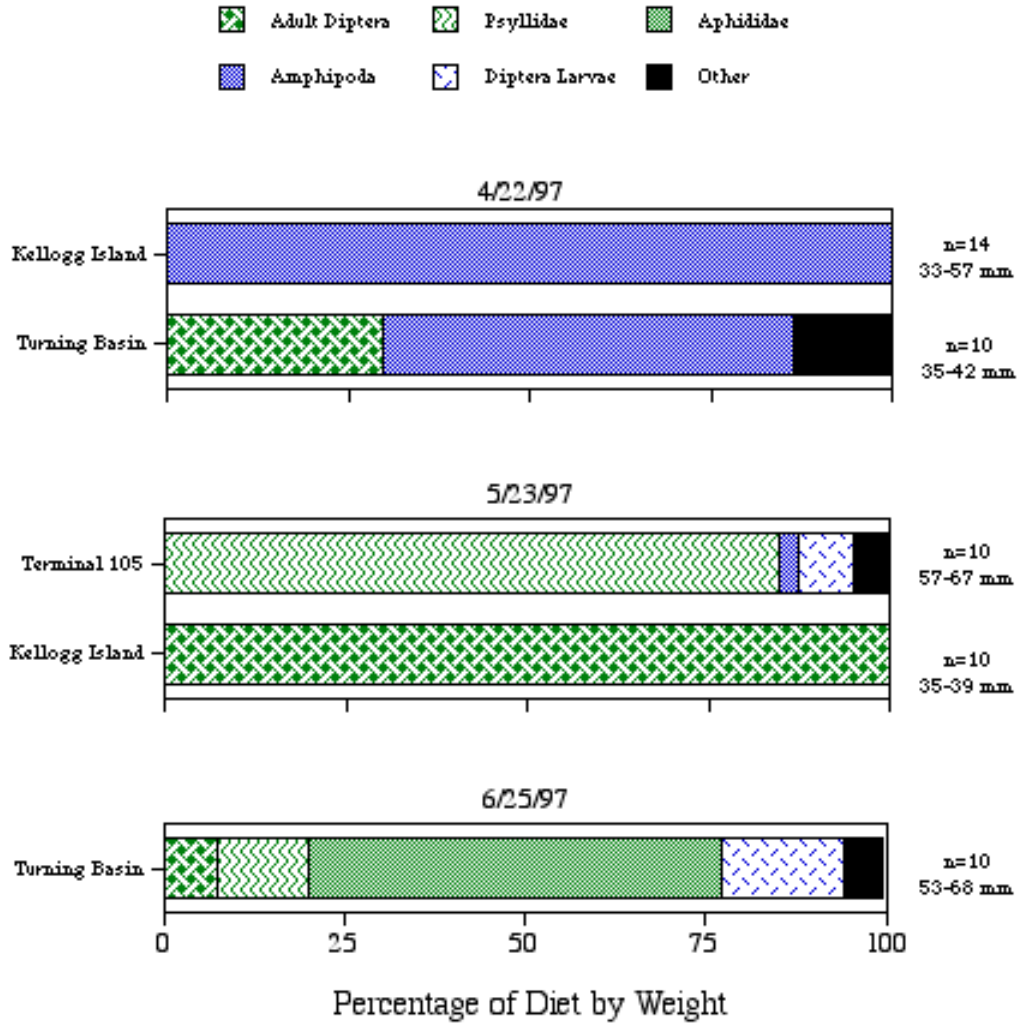 Adult Diptera Psyllidae Aphididae
Amphipoda Diptera Larvae Other
4/22/97
Kellogg Island n=14
33-57 mm
Turning Basin n=10
35-42 mm
5/23/97
Terminal 105 n=10
57-67 mm
Kellogg Island n=10
35-39 mm
6/25/97
Turning Basin n=10
53-68 mm
0 25 50 75 100
Percentage of Diet by Weight